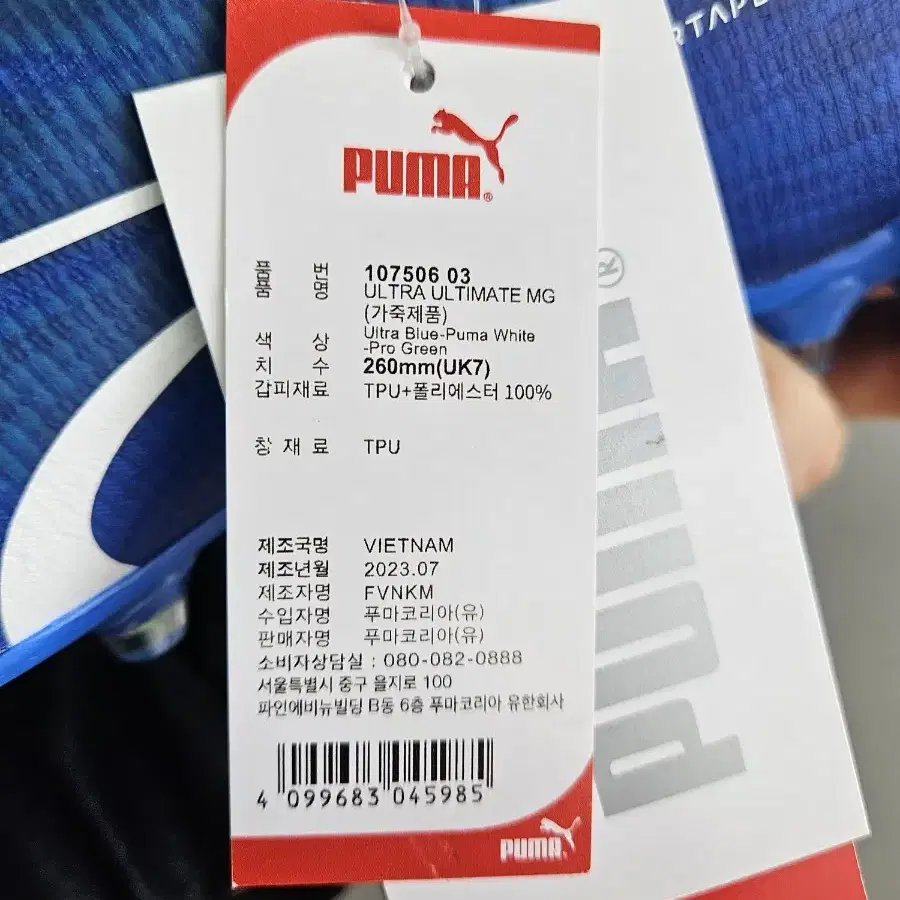 RTAPE
PUMA®
품 번 107506 03
품 명 ULTRA ULTIMATE MG
(가죽제품)
색 상 Ultra Blue-Puma White
-Pro Green
치 수 260mm(UK7)
갑피재료 TPU+폴리에스터 100%
창 재 료 TPU
제조국명 VIETNAM
제조년월 2023.07
제조자명 FVNKM
수입자명 푸마코리아(유)
판매자명 푸마코리아(유)
소비자상담실 : 080-082-0888
서울특별시 중구 을지로 100
파인에비뉴빌딩 B동 6층 푸마코리아 유한회사
4 099683 045985
PUMA
PUMA®